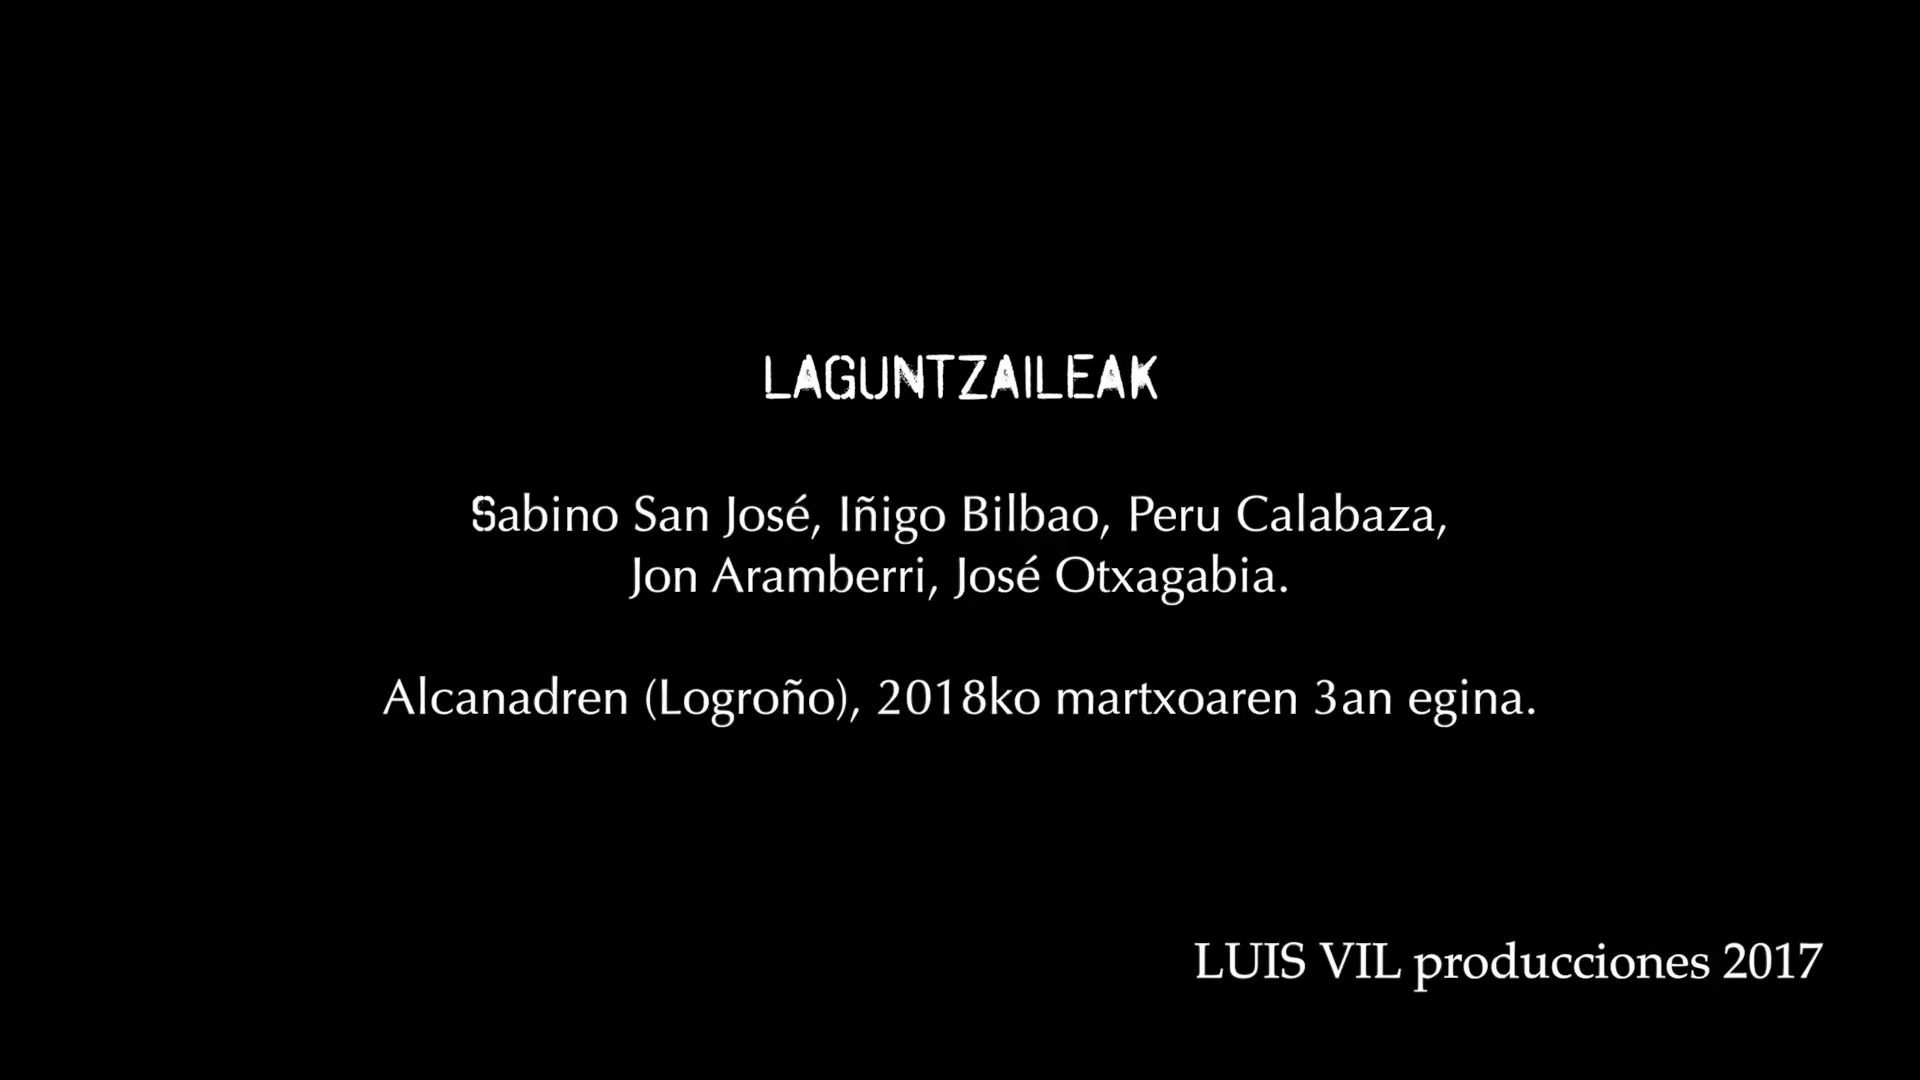 LAGUNTZAILEAK
Sabino San José, Iñigo Bilbao, Peru Calabaza,
Jon Aramberri, José Otxagabia.
Alcanadren (Logroño), 2018ko martxoaren 3an egina.
LUIS VIL producciones 2017